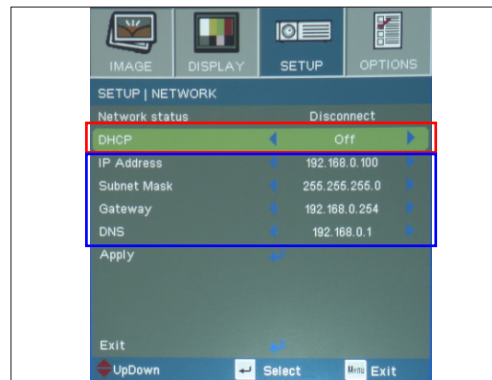 IMAGE DISPLAY SETUP OPTIONS
SETUP | NETWORK
Network status Disconnect
DHCP Off
IP Address 192.168.0.100
Subnet Mask 255.255.255.0
Gateway 192.168.0.254
DNS 192.168.0.1
Apply
Exit
UpDown Select Menu Exit